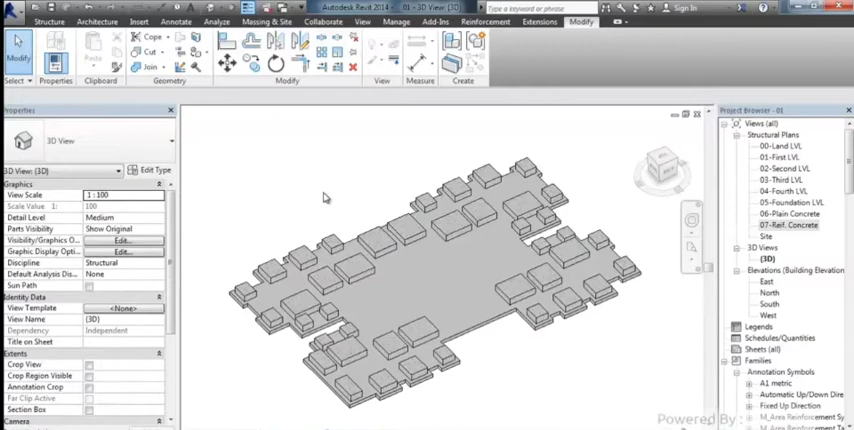 Autodesk Revit 2014 - 01 - 3D View: {3D}
Type a keyword or phrase
Sign In
Structure Architecture Insert Annotate Analyze Massing & Site Collaborate View Manage Add-Ins Reinforcement Extensions Modify
Modify
Properties
Paste
Cope
Cut
Join
Select Properties Clipboard Geometry Modify View Measure Create
Properties
3D View
3D View: {3D} Edit Type
Graphics
View Scale 1 : 100
Scale Value 1: 100
Detail Level Medium
Parts Visibility Show Original
Visibility/Graphics O... Edit...
Graphic Display Opti... Edit...
Discipline Structural
Default Analysis Dis... None
Sun Path
Identity Data
View Template <None>
View Name {3D}
Dependency Independent
Title on Sheet
Extents
Crop View
Crop Region Visible
Annotation Crop
Far Clip Active
Section Box
Camera
Project Browser - 01
Views (all)
Structural Plans
00-Land LVL
01-First LVL
02-Second LVL
03-Third LVL
04-Fourth LVL
05-Foundation LVL
06-Plain Concrete
07-Reif. Concrete
Site
3D Views
{3D}
Elevations (Building Elevation
East
North
South
West
Legends
Schedules/Quantities
Sheets (all)
Families
Annotation Symbols
A1 metric
Automatic Up/Down Dire
Fixed Up Direction
M_Area Reinforcement Sy
Powered By :